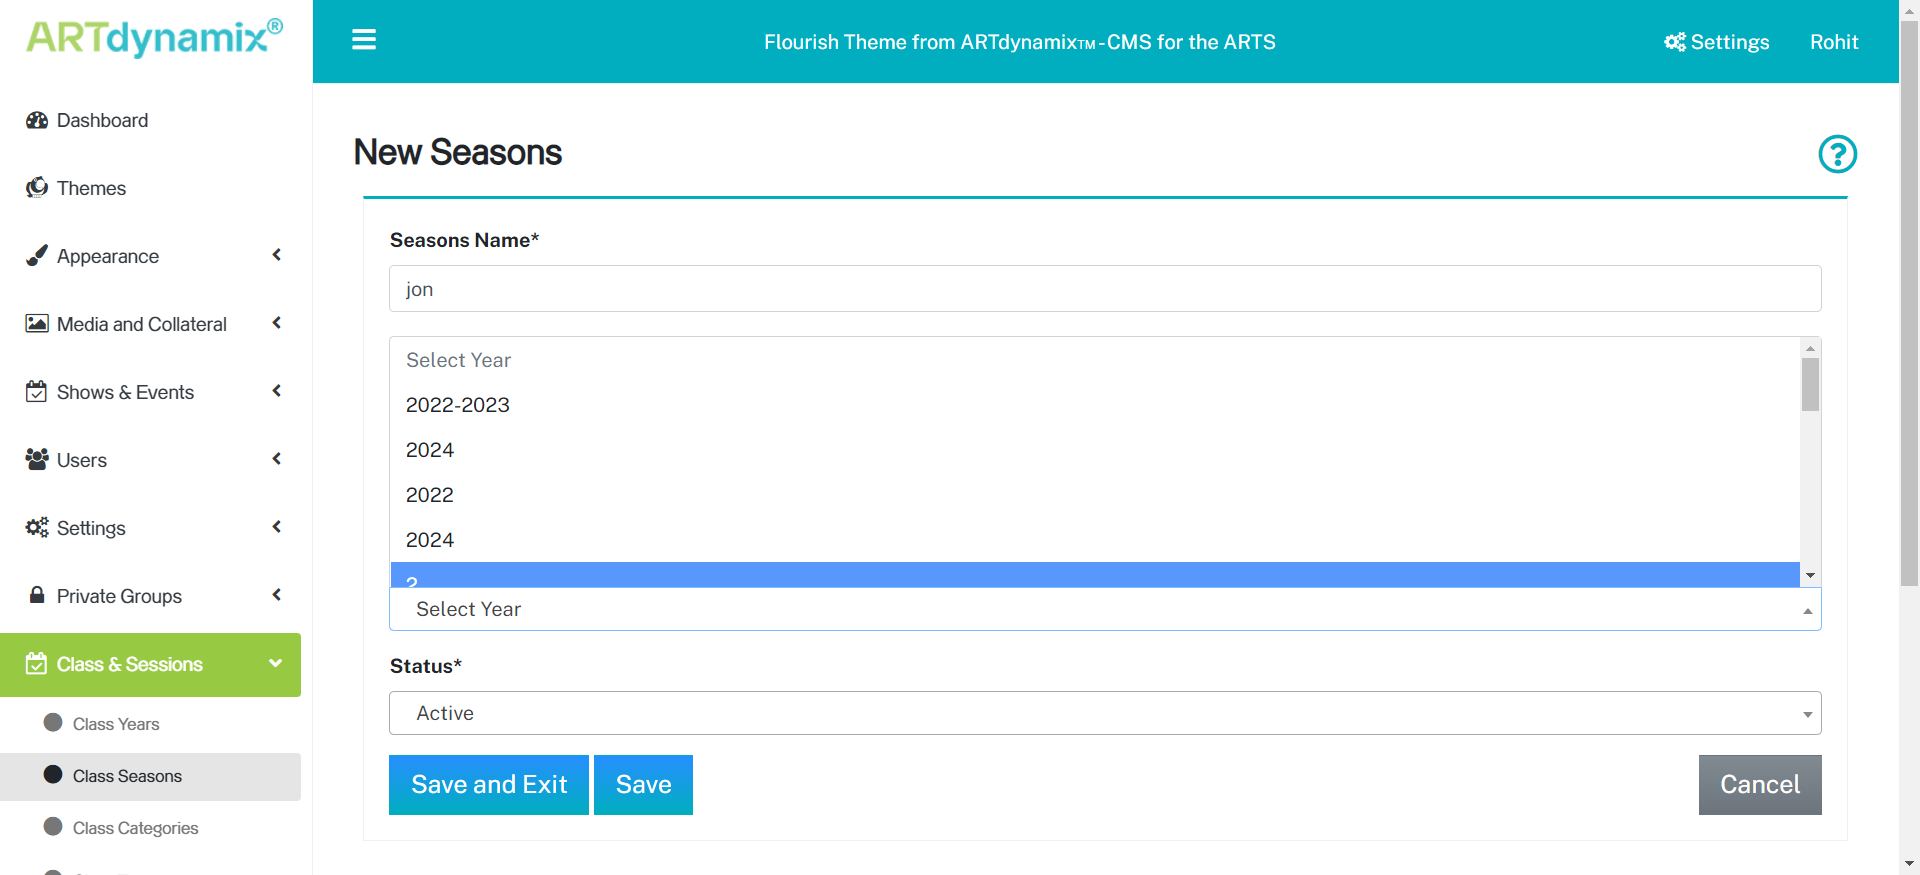 ARTdynamix®
Flourish Theme from ARTdynamix™-CMS for the ARTS
Settings
Rohit
Dashboard
Themes
Appearance
Media and Collateral
Shows & Events
Users
Settings
Private Groups
Class & Sessions
Class Years
Class Seasons
Class Categories
New Seasons
Seasons Name*
jon
Select Year
2022-2023
2024
2022
2024
Select Year
Status*
Active
Save and Exit
Save
Cancel